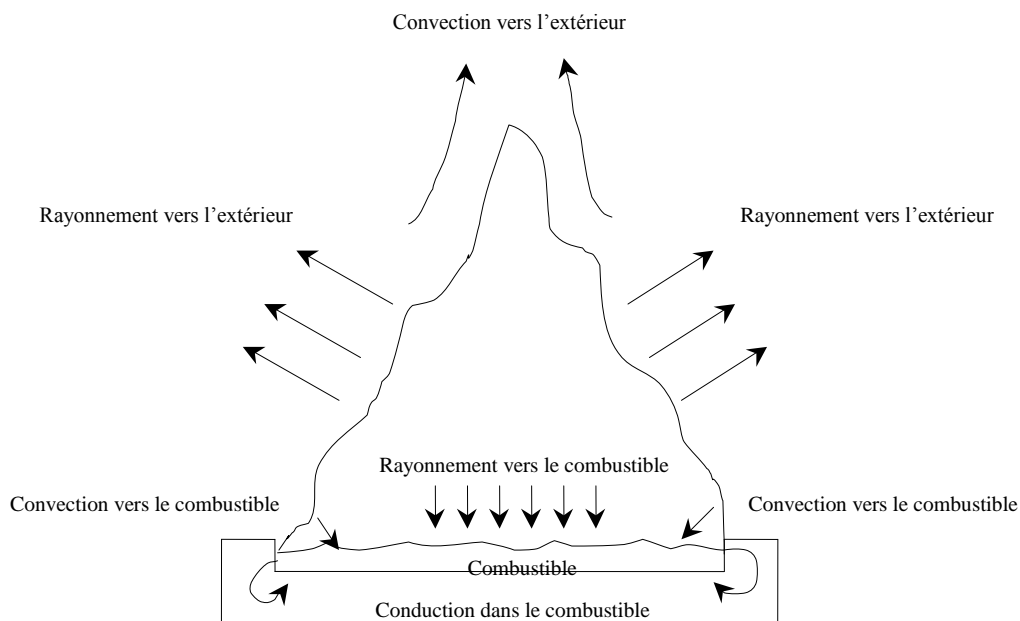 Convection vers l’extérieur
Rayonnement vers l’extérieur
Rayonnement vers l’extérieur
Rayonnement vers le combustible
Convection vers le combustible
Convection vers le combustible
Combustible
Conduction dans le combustible